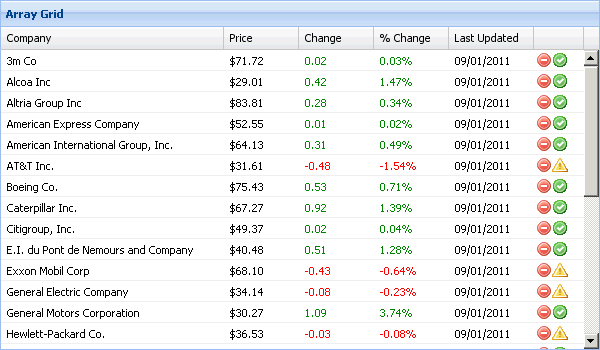 Array Grid
Company Price Change % Change Last Updated
3m Co $71.72 0.02 0.03% 09/01/2011
Alcoa Inc $29.01 0.42 1.47% 09/01/2011
Altria Group Inc $83.81 0.28 0.34% 09/01/2011
American Express Company $52.55 0.01 0.02% 09/01/2011
American International Group, Inc. $64.13 0.31 0.49% 09/01/2011
AT&T Inc. $31.61 -0.48 -1.54% 09/01/2011
Boeing Co. $75.43 0.53 0.71% 09/01/2011
Caterpillar Inc. $67.27 0.92 1.39% 09/01/2011
Citigroup, Inc. $49.37 0.02 0.04% 09/01/2011
E.I. du Pont de Nemours and Company $40.48 0.51 1.28% 09/01/2011
Exxon Mobil Corp $68.10 -0.43 -0.64% 09/01/2011
General Electric Company $34.14 -0.08 -0.23% 09/01/2011
General Motors Corporation $30.27 1.09 3.74% 09/01/2011
Hewlett-Packard Co. $36.53 -0.03 -0.08% 09/01/2011